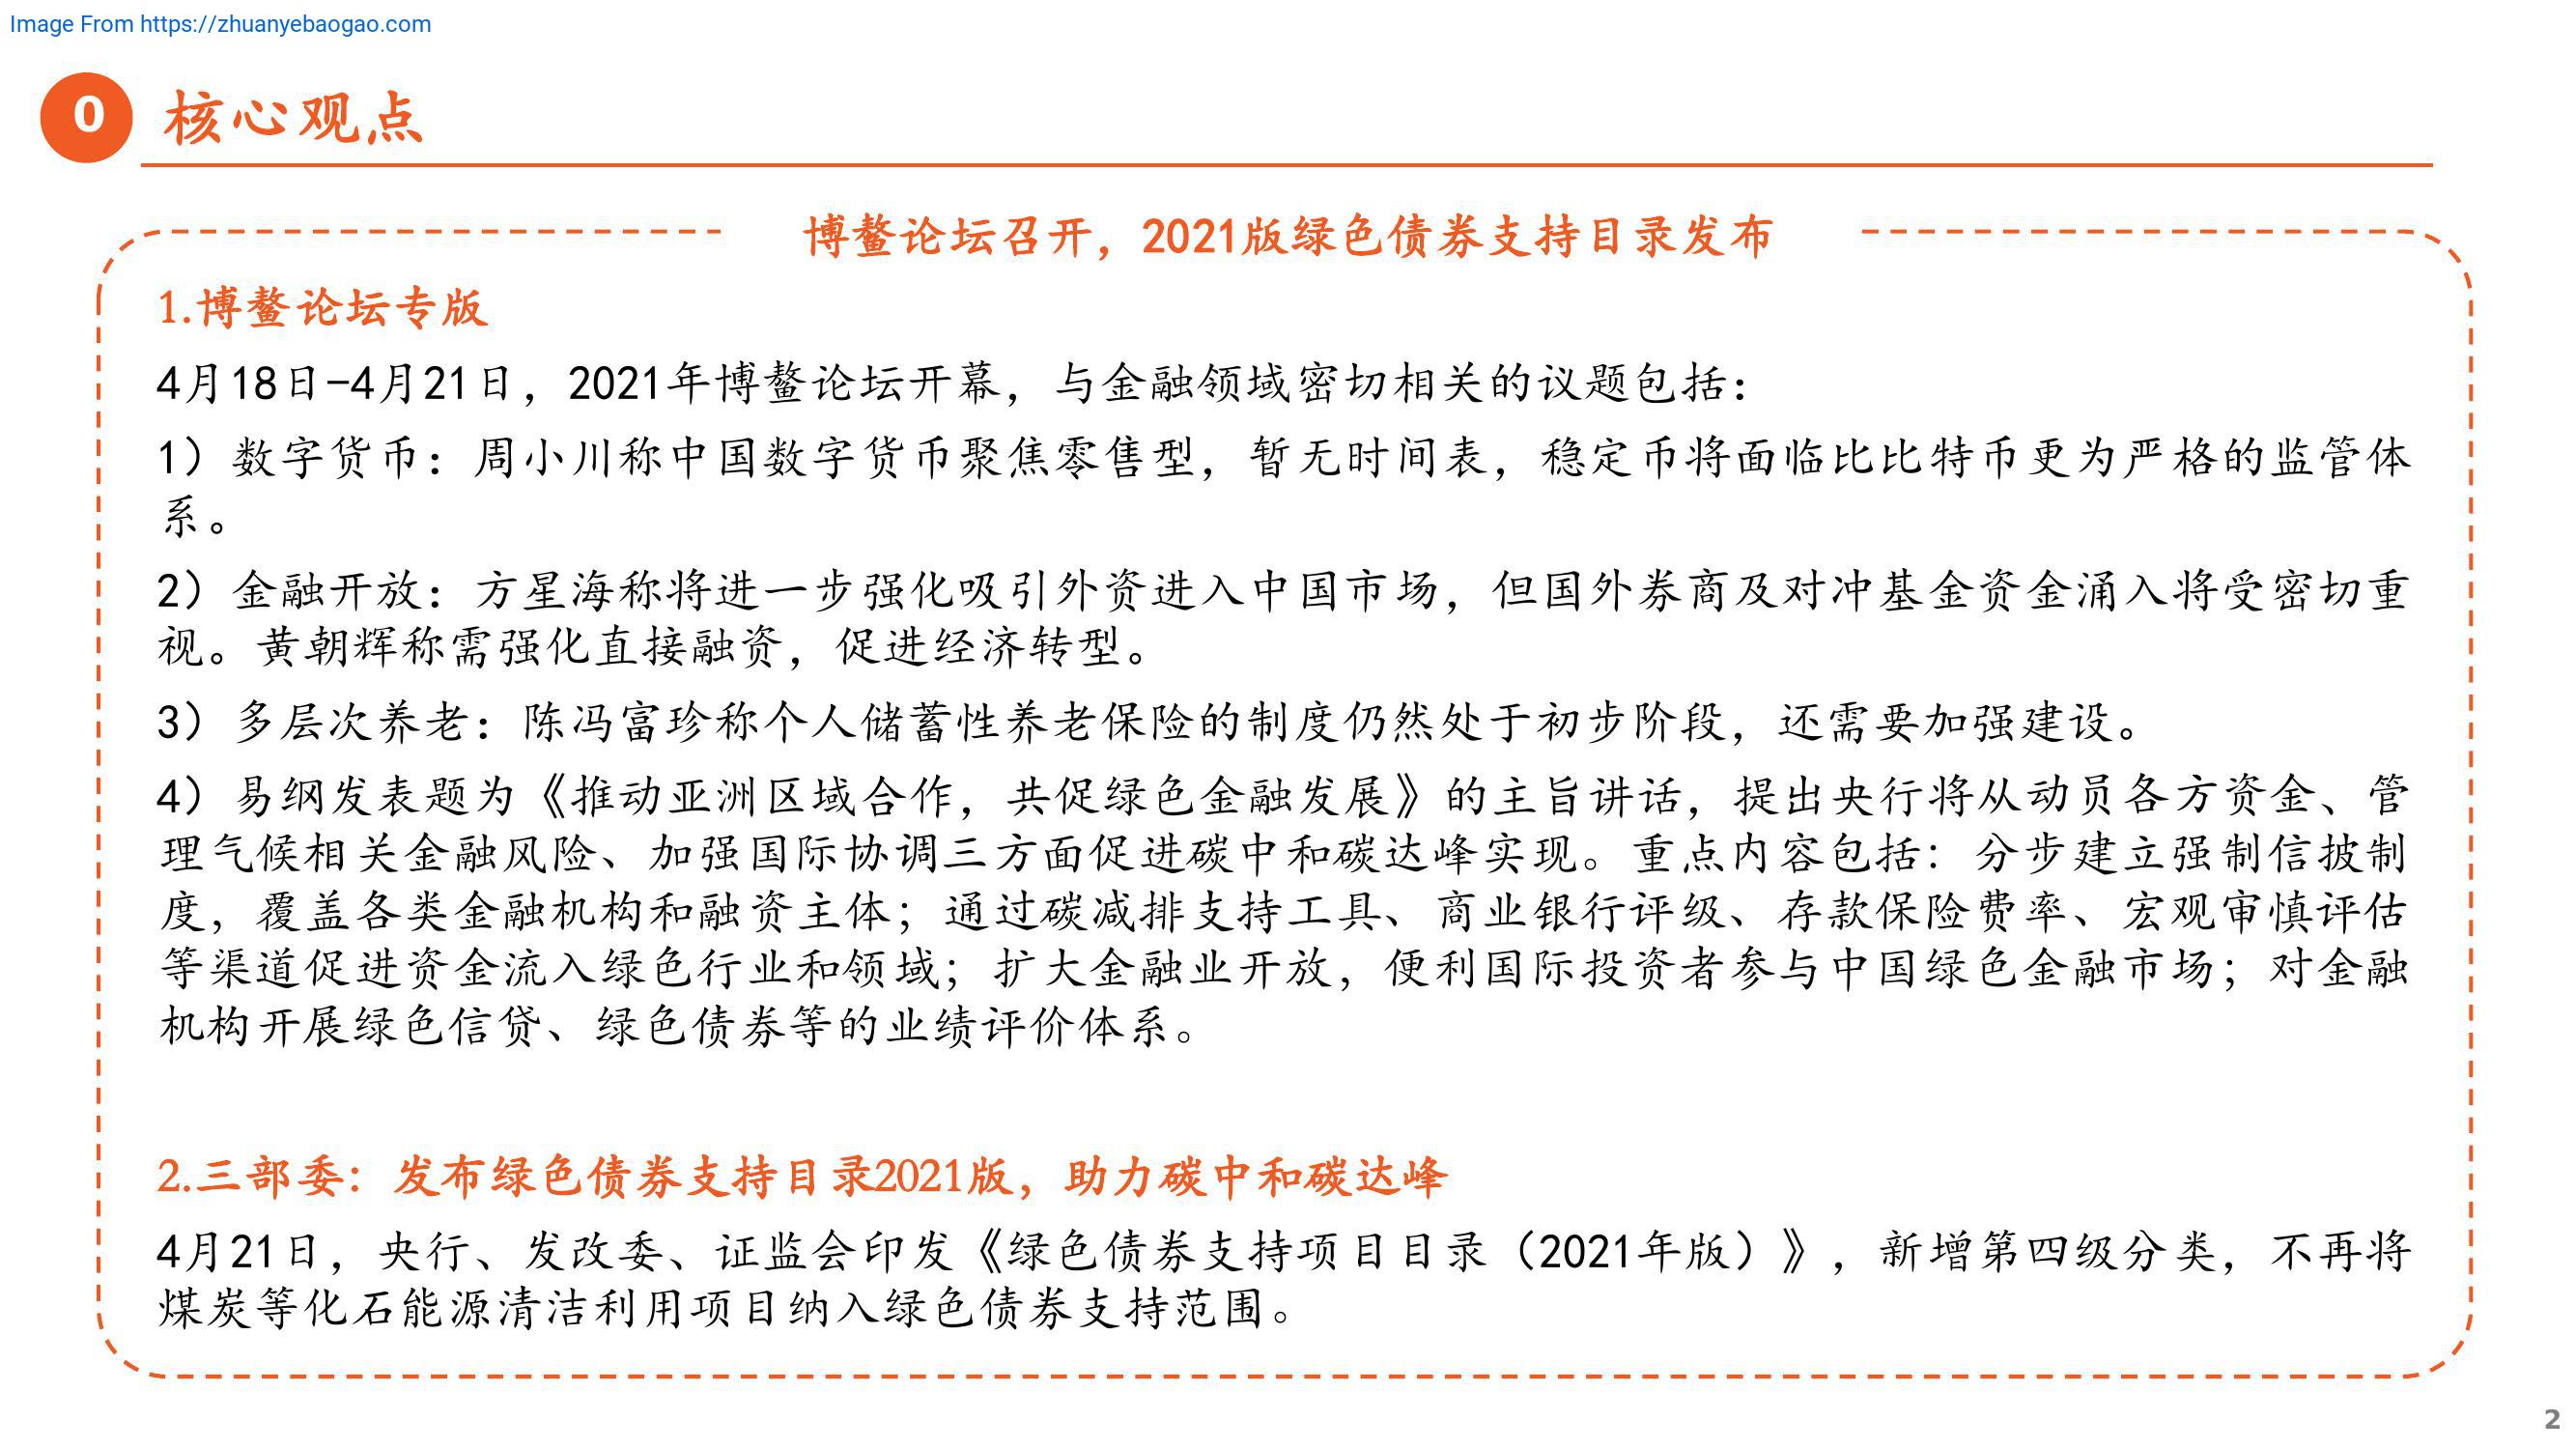 Image From https://zhuanyebaogao.com
0 核心观点
博鳌论坛召开，2021版绿色债券支持目录发布
1.博鳌论坛专版
4月18日-4月21日，2021年博鳌论坛开幕，与金融领域密切相关的议题包括：
1）数字货币：周小川称中国数字货币聚焦零售型，暂无时间表，稳定币将面临比比特币更为严格的监管体
系。
2）金融开放：方星海称将进一步强化吸引外资进入中国市场，但国外券商及对冲基金资金涌入将受密切重
视。黄朝辉称需强化直接融资，促进经济转型。
3）多层次养老：陈冯富珍称个人储蓄性养老保险的制度仍然处于初步阶段，还需要加强建设。
4）易纲发表题为《推动亚洲区域合作，共促绿色金融发展》的主旨讲话，提出央行将从动员各方资金、管
理气候相关金融风险、加强国际协调三方面促进碳中和碳达峰实现。重点内容包括：分步建立强制信披制
度，覆盖各类金融机构和融资主体；通过碳减排支持工具、商业银行评级、存款保险费率、宏观审慎评估
等渠道促进资金流入绿色行业和领域；扩大金融业开放，便利国际投资者参与中国绿色金融市场；对金融
机构开展绿色信贷、绿色债券等的业绩评价体系。
2.三部委：发布绿色债券支持目录2021版，助力碳中和碳达峰
4月21日，央行、发改委、证监会印发《绿色债券支持项目目录（2021年版）》，新增第四级分类，不再将
煤炭等化石能源清洁利用项目纳入绿色债券支持范围。
2